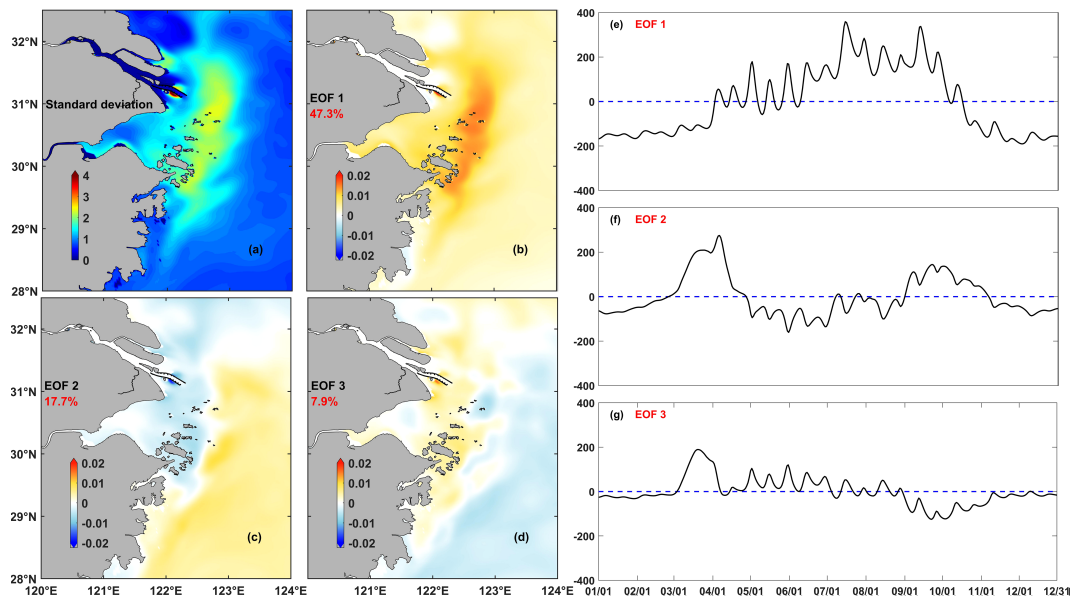 32°N
31°N
30°N
29°N
28°N
Standard deviation
4
3
2
1
0
(a)
EOF 1
47.3%
0.02
0.01
0
-0.01
-0.02
(b)
32°N
31°N
30°N
29°N
28°N
EOF 2
17.7%
0.02
0.01
0
-0.01
-0.02
(c)
120°E
121°E
122°E
123°E
124°E
EOF 3
7.9%
0.02
0.01
0
-0.01
-0.02
(d)
121°E
122°E
123°E
124°E
400
200
0
-200
-400
(e) EOF 1
400
200
0
-200
-400
(f) EOF 2
400
200
0
-200
-400
(g) EOF 3
01/01 02/01 03/01 04/01 05/01 06/01 07/01 08/01 09/01 10/01 11/01 12/01 12/31